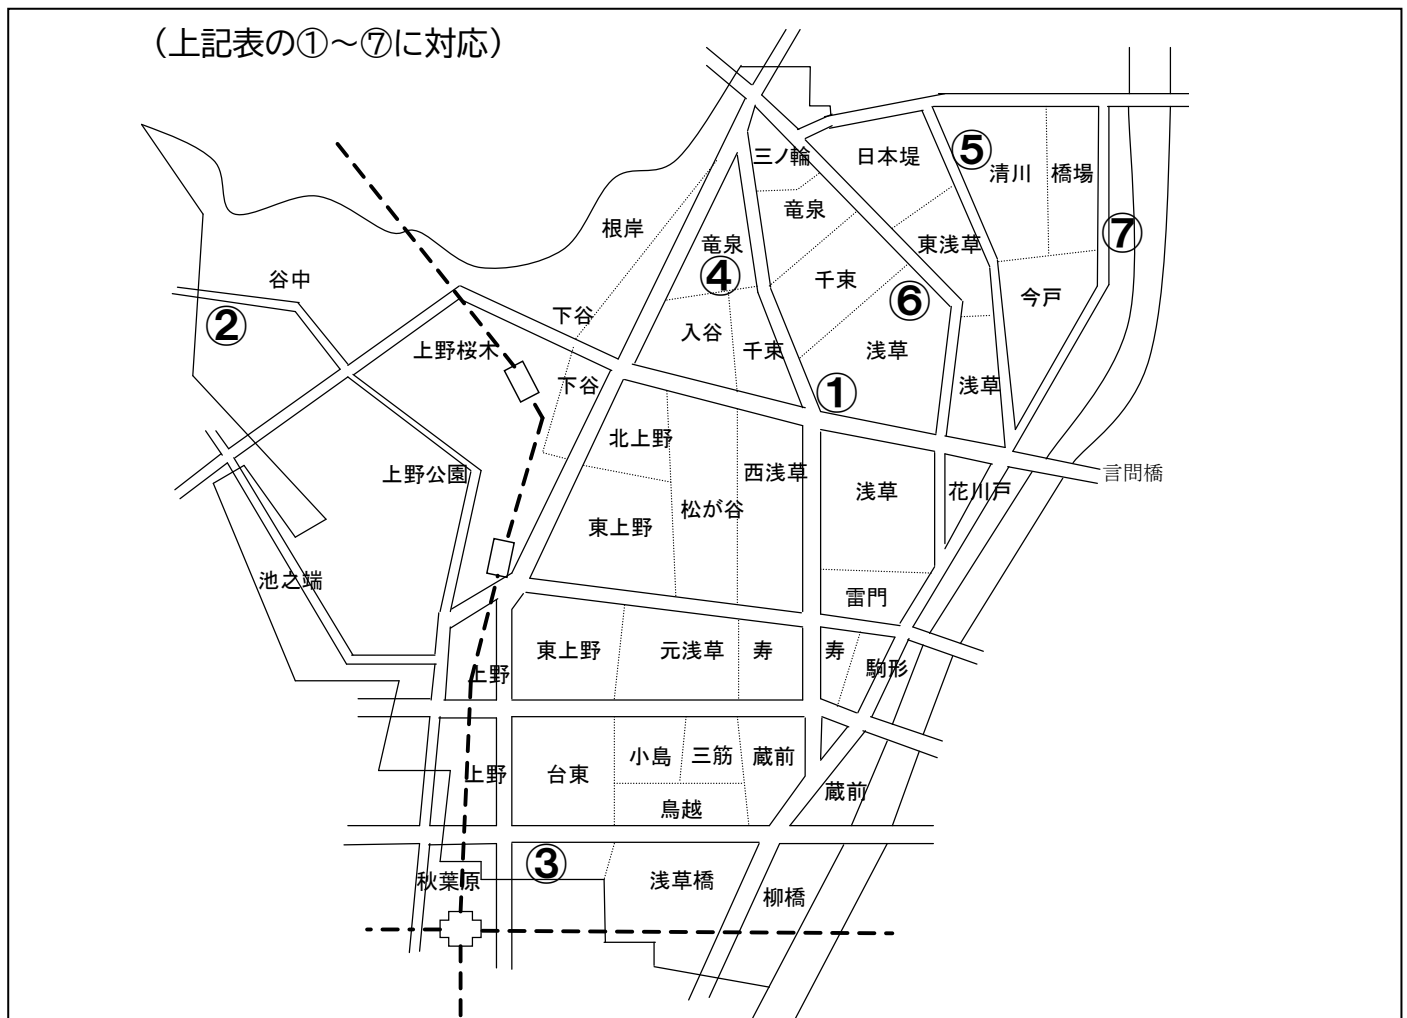 （上記表の①～⑦に対応）
三ノ輪
日本堤
⑤
清川
橋場
竜泉
根岸
竜泉
東浅草
⑦
谷中
④
千束
⑥
今戸
②
下谷
入谷
千束
浅草
上野桜木
下谷
①
浅草
北上野
上野公園
西浅草
浅草
花川戸
言問橋
松が谷
東上野
池之端
雷門
東上野
元浅草
寿
寿
駒形
上野
上野
台東
小島
三筋
蔵前
蔵前
鳥越
③
秋葉原
浅草橋
柳橋